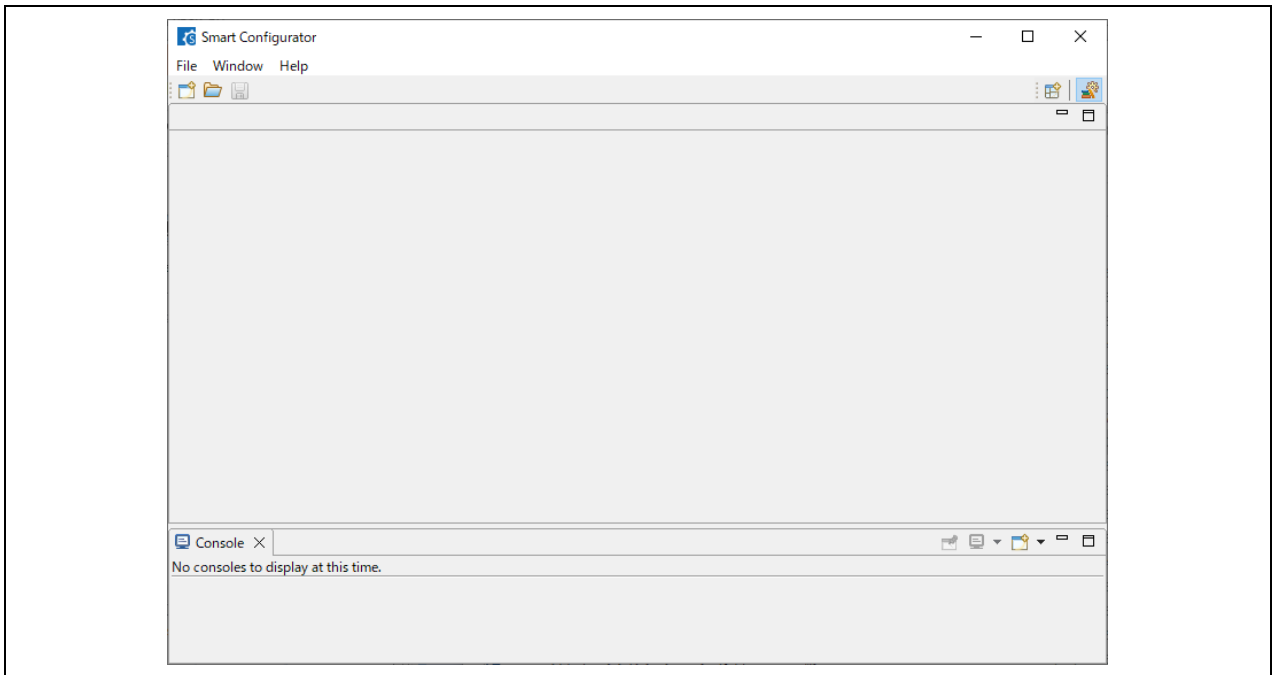 Smart Configurator
File Window Help
Console
No consoles to display at this time.